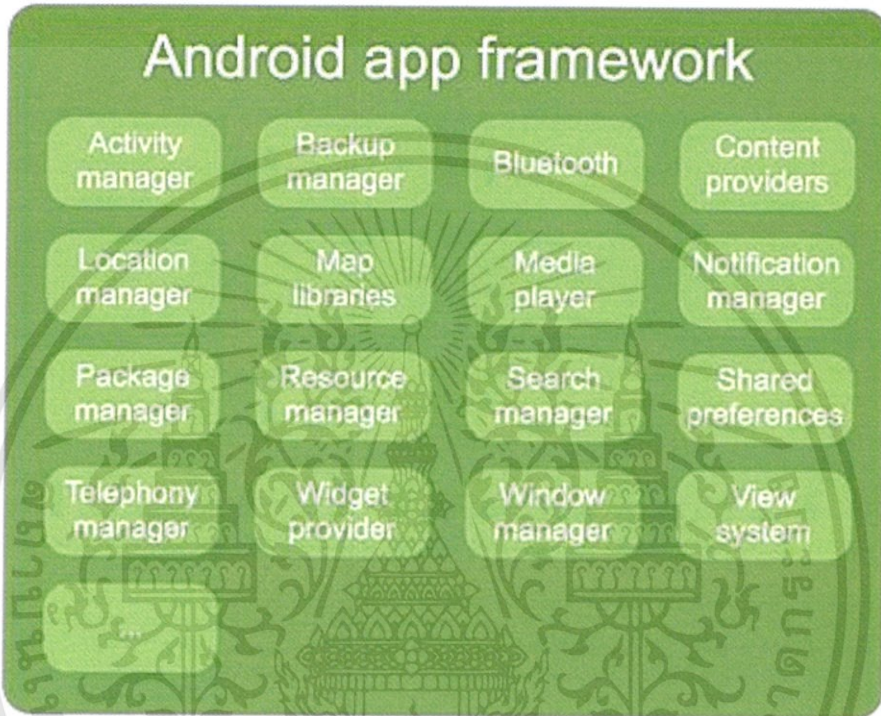 Android app framework
Activity
manager
Backup
manager
Bluetooth
Content
providers
Location
manager
Map
libraries
Media
player
Notification
manager
Package
manager
Resource
manager
Search
manager
Shared
preferences
Telephony
manager
Widget
provider
Window
manager
View
system
...